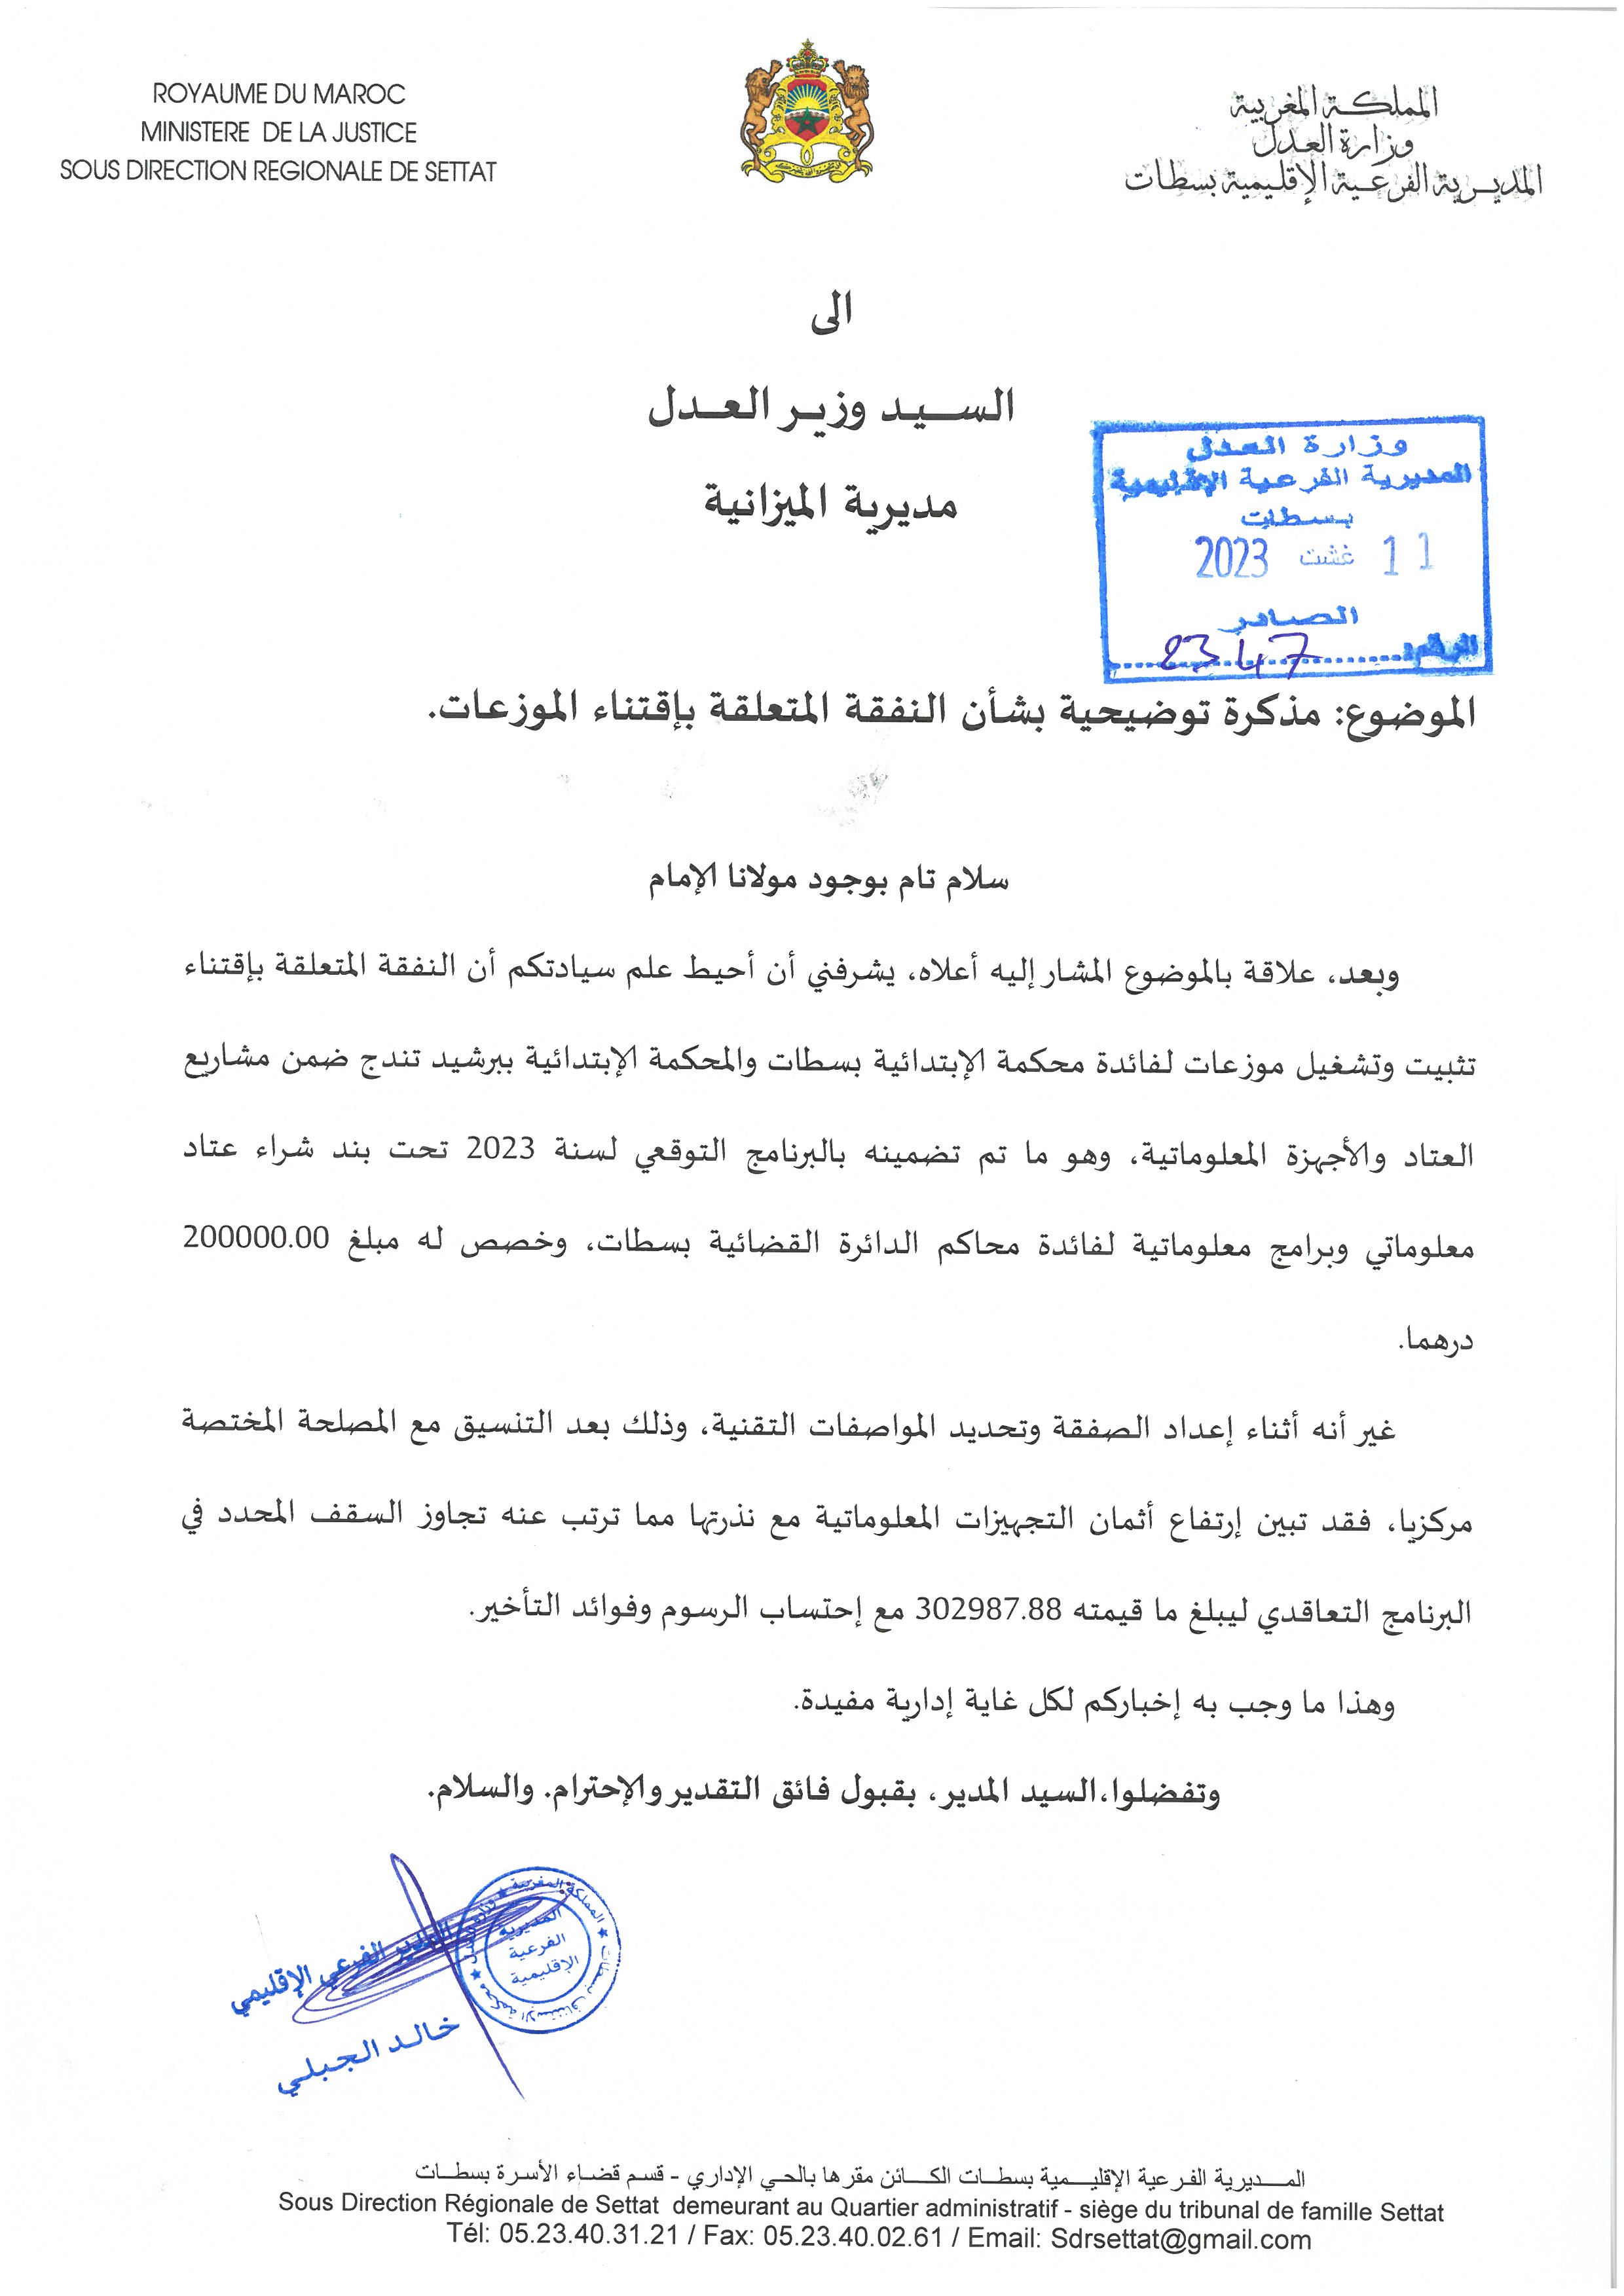 ROYAUME DU MAROC
MINISTERE DE LA JUSTICE
SOUS DIRECTION REGIONALE DE SETTAT
المملكة المغربية
وزارة العدل
المديرية الفرعية الإقليمية بسطات
الى
السيد وزير العدل
مديرية الميزانية
وزارة العدل
المديرية الفرعية الإقليمية
بسطات
11 غشت 2023
الصادر
الرقم: 2347
الموضوع: مذكرة توضيحية بشأن النفقة المتعلقة بإقتناء الموزعات.
سلام تام بوجود مولانا الإمام
وبعد، علاقة بالموضوع المشار إليه أعلاه، يشرفني أن أحيط علم سيادتكم أن النفقة المتعلقة بإقتناء
تثبيت وتشغيل موزعات لفائدة محكمة الإبتدائية بسطات والمحكمة الإبتدائية ببرشيد تندج ضمن مشاريع
العتاد والأجهزة المعلوماتية، وهو ما تم تضمينه بالبرنامج التوقعي لسنة 2023 تحت بند شراء عتاد
معلوماتي وبرامج معلوماتية لفائدة محاكم الدائرة القضائية بسطات، وخصص له مبلغ 200000.00
درهما.
غير أنه أثناء إعداد الصفقة وتحديد المواصفات التقنية، وذلك بعد التنسيق مع المصلحة المختصة
مركزيا، فقد تبين إرتفاع أثمان التجهيزات المعلوماتية مع نذرتها مما ترتب عنه تجاوز السقف المحدد في
البرنامج التعاقدي ليبلغ ما قيمته 302987.88 مع إحتساب الرسوم وفوائد التأخير.
وهذا ما وجب به إخباركم لكل غاية إدارية مفيدة.
وتفضلوا،السيد المدير، بقبول فائق التقدير والإحترام. والسلام.
المملكة المغربية ★ وزارة العدل ★ محكمة الإستئناف بسطات ★
المديرية
الفرعية
الإقليمية
المدير الفرعي الإقليمي
خالد الجبلي
المديرية الفرعية الإقليمية بسطات الكائن مقرها بالحي الإداري - قسم قضاء الأسرة بسطات
Sous Direction Régionale de Settat demeurant au Quartier administratif - siège du tribunal de famille Settat
Tél: 05.23.40.31.21 / Fax: 05.23.40.02.61 / Email: Sdrsettat@gmail.com